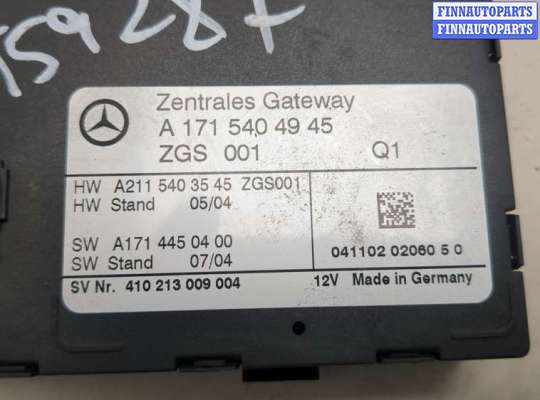 FINNAUTOPARTS
FINNAUTOPARTS
159287
Zentrales Gateway
A 171 540 49 45
ZGS 001 Q1
HW A211 540 35 45 ZGS001
HW Stand 05/04
SW A171 445 04 00
SW Stand 07/04
041102 02060 5 0
SV Nr. 410 213 009 004 12V Made in Germany